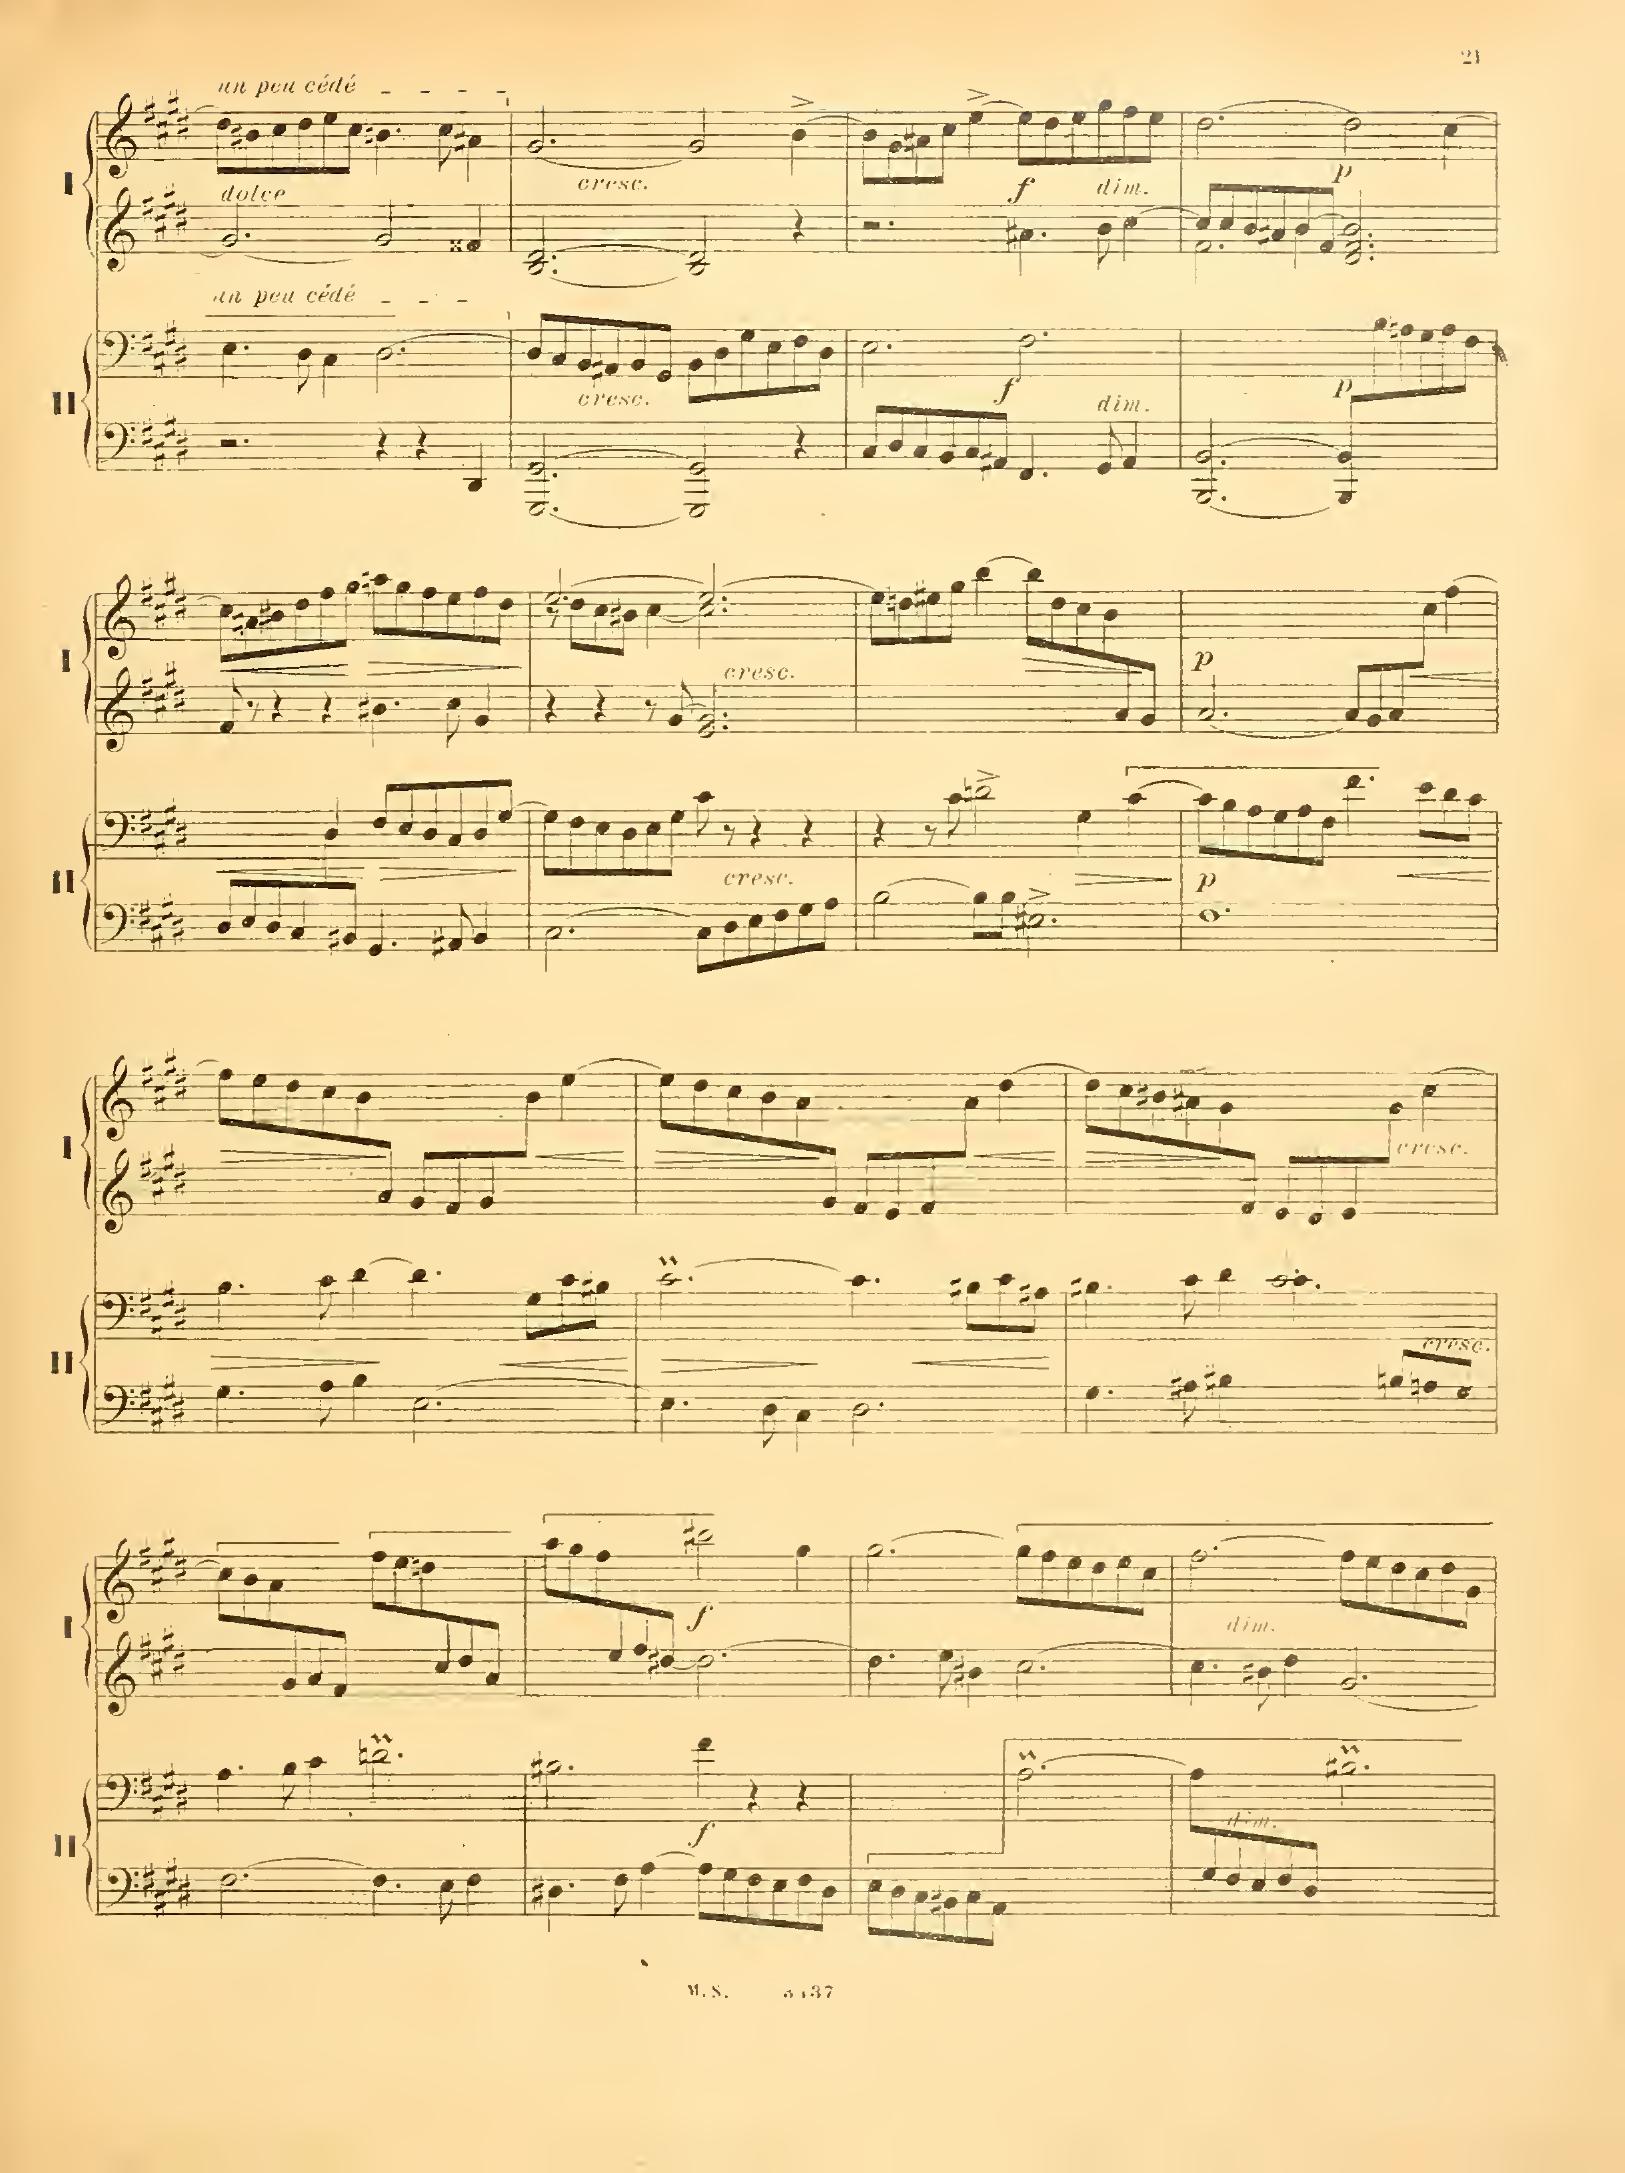 21
un peu cédé
I
dolce
cresc.
f
dim.
p
un peu cédé
II
cresc.
f
dim.
p
I
cresc.
p
II
cresc.
p
I
cresc.
II
cresc.
I
f
dim.
II
f
dim.
M.S.